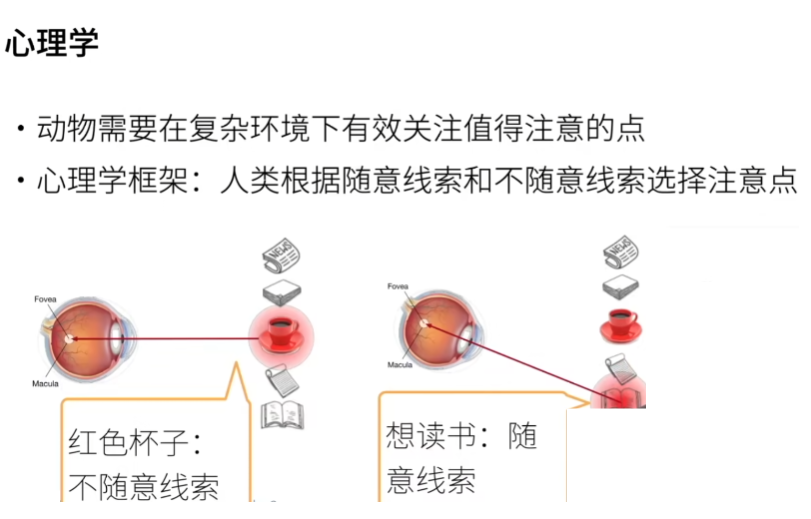 心理学
• 动物需要在复杂环境下有效关注值得注意的点
• 心理学框架：人类根据随意线索和不随意线索选择注意点
NEWS
Fovea
Macula
红色杯子：
不随意线索
NEWS
Fovea
Macula
想读书：随
意线索